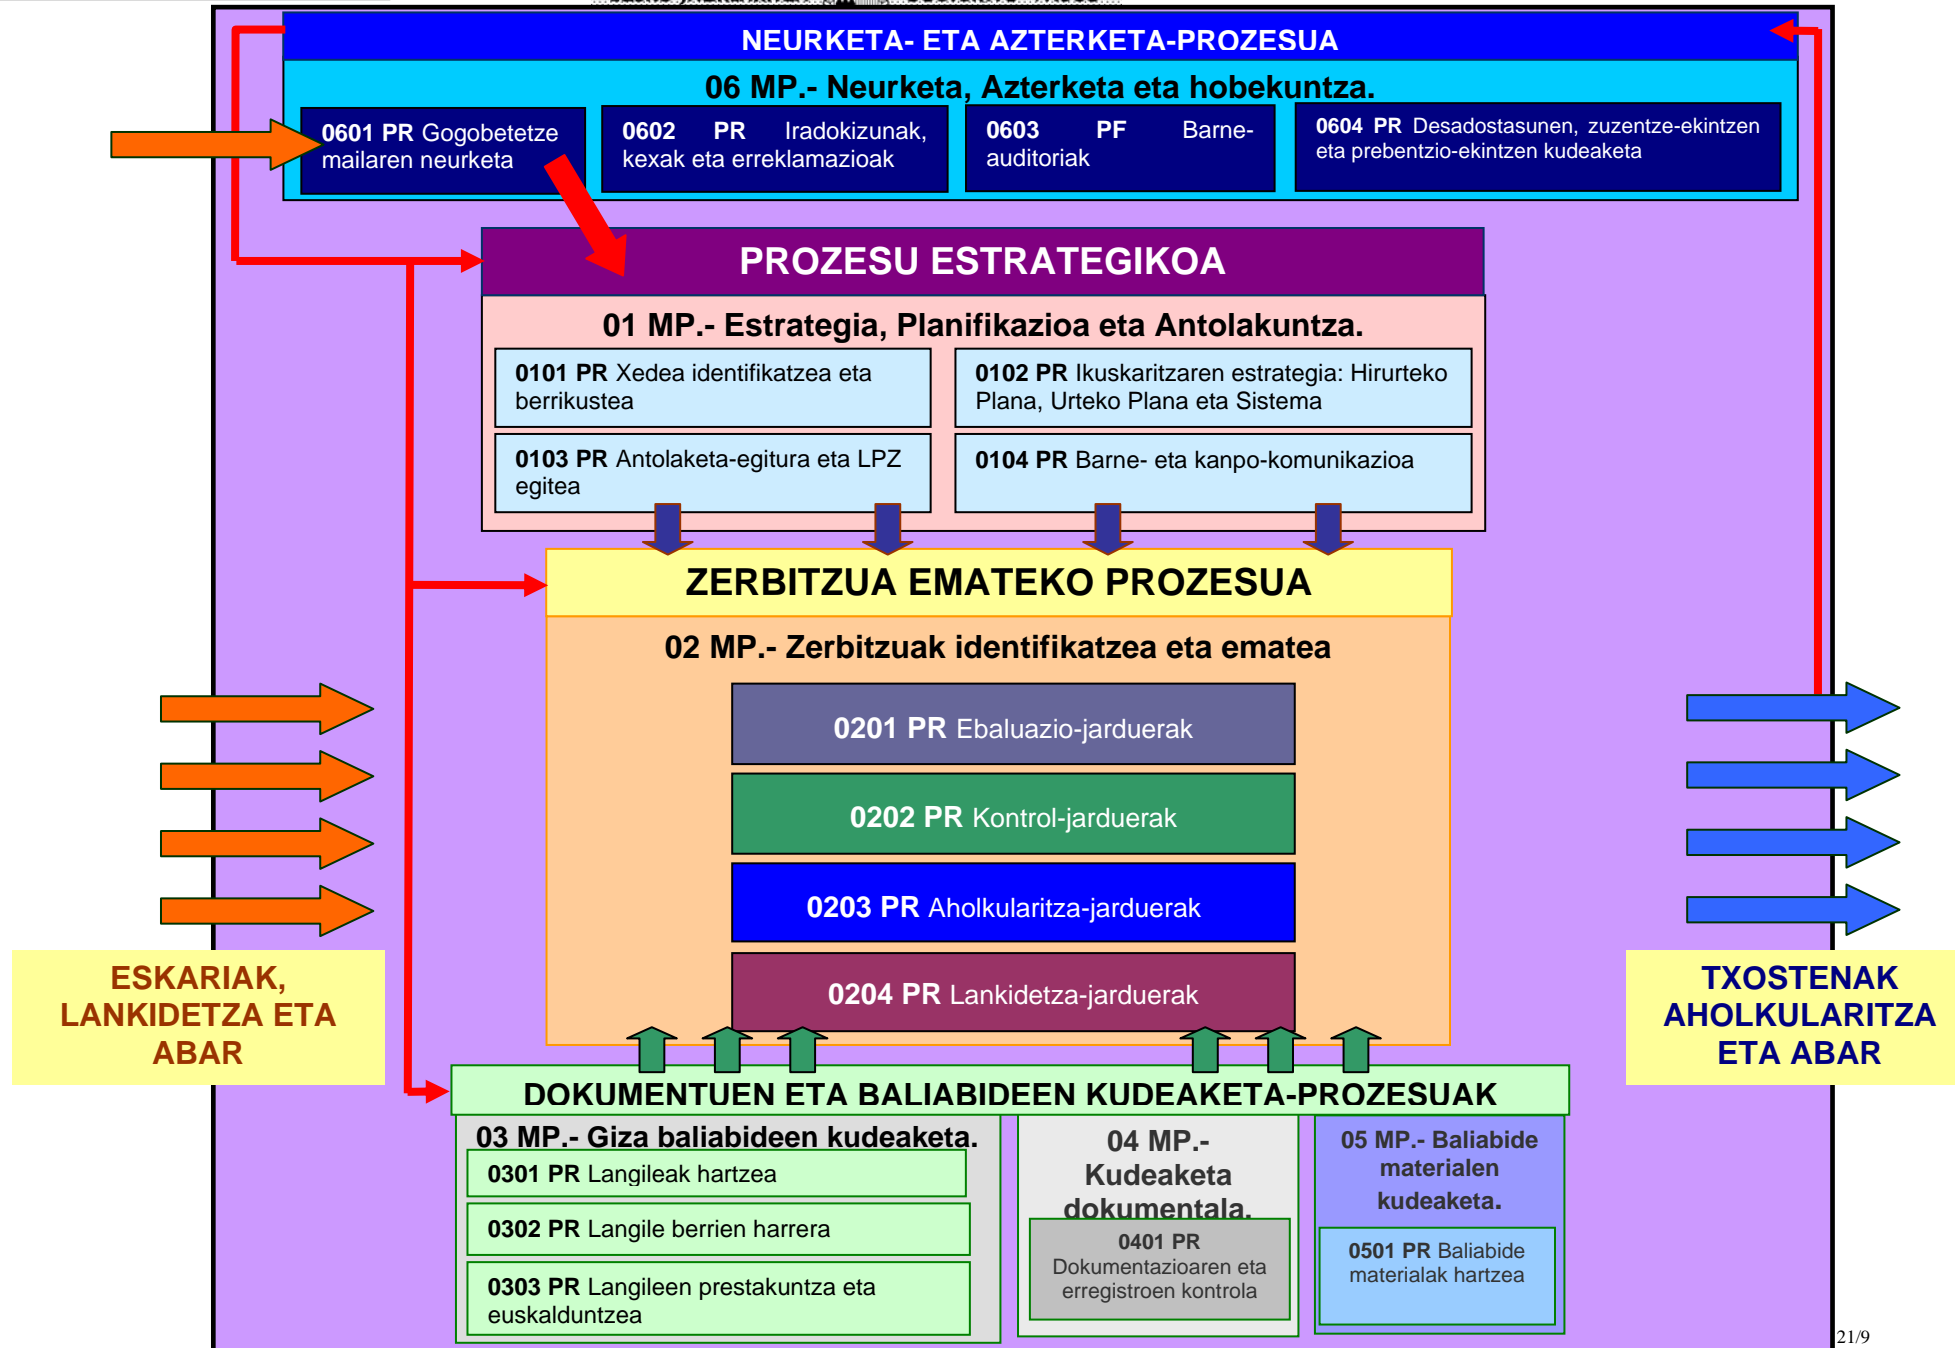 NEURKETA- ETA AZTERKETA-PROZESUA
06 MP.- Neurketa, Azterketa eta hobekuntza.
0601 PR Gogobetetze
mailaren neurketa
0602 PR Iradokizunak,
kexak eta erreklamazioak
0603 PF Barne-
auditoriak
0604 PR Desadostasunen, zuzentze-ekintzen
eta prebentzio-ekintzen kudeaketa
PROZESU ESTRATEGIKOA
01 MP.- Estrategia, Planifikazioa eta Antolakuntza.
0101 PR Xedea identifikatzea eta
berrikustea
0102 PR Ikuskaritzaren estrategia: Hirurteko
Plana, Urteko Plana eta Sistema
0103 PR Antolaketa-egitura eta LPZ
egitea
0104 PR Barne- eta kanpo-komunikazioa
ZERBITZUA EMATEKO PROZESUA
02 MP.- Zerbitzuak identifikatzea eta ematea
0201 PR Ebaluazio-jarduerak
0202 PR Kontrol-jarduerak
0203 PR Aholkularitza-jarduerak
0204 PR Lankidetza-jarduerak
ESKARIAK,
LANKIDETZA ETA
ABAR
TXOSTENAK
AHOLKULARITZA
ETA ABAR
DOKUMENTUEN ETA BALIABIDEEN KUDEAKETA-PROZESUAK
03 MP.- Giza baliabideen kudeaketa.
0301 PR Langileak hartzea
0302 PR Langile berrien harrera
0303 PR Langileen prestakuntza eta
euskalduntzea
04 MP.-
Kudeaketa
dokumentala.
0401 PR
Dokumentazioaren eta
erregistroen kontrola
05 MP.- Baliabide
materialen
kudeaketa.
0501 PR Baliabide
materialak hartzea
21/9